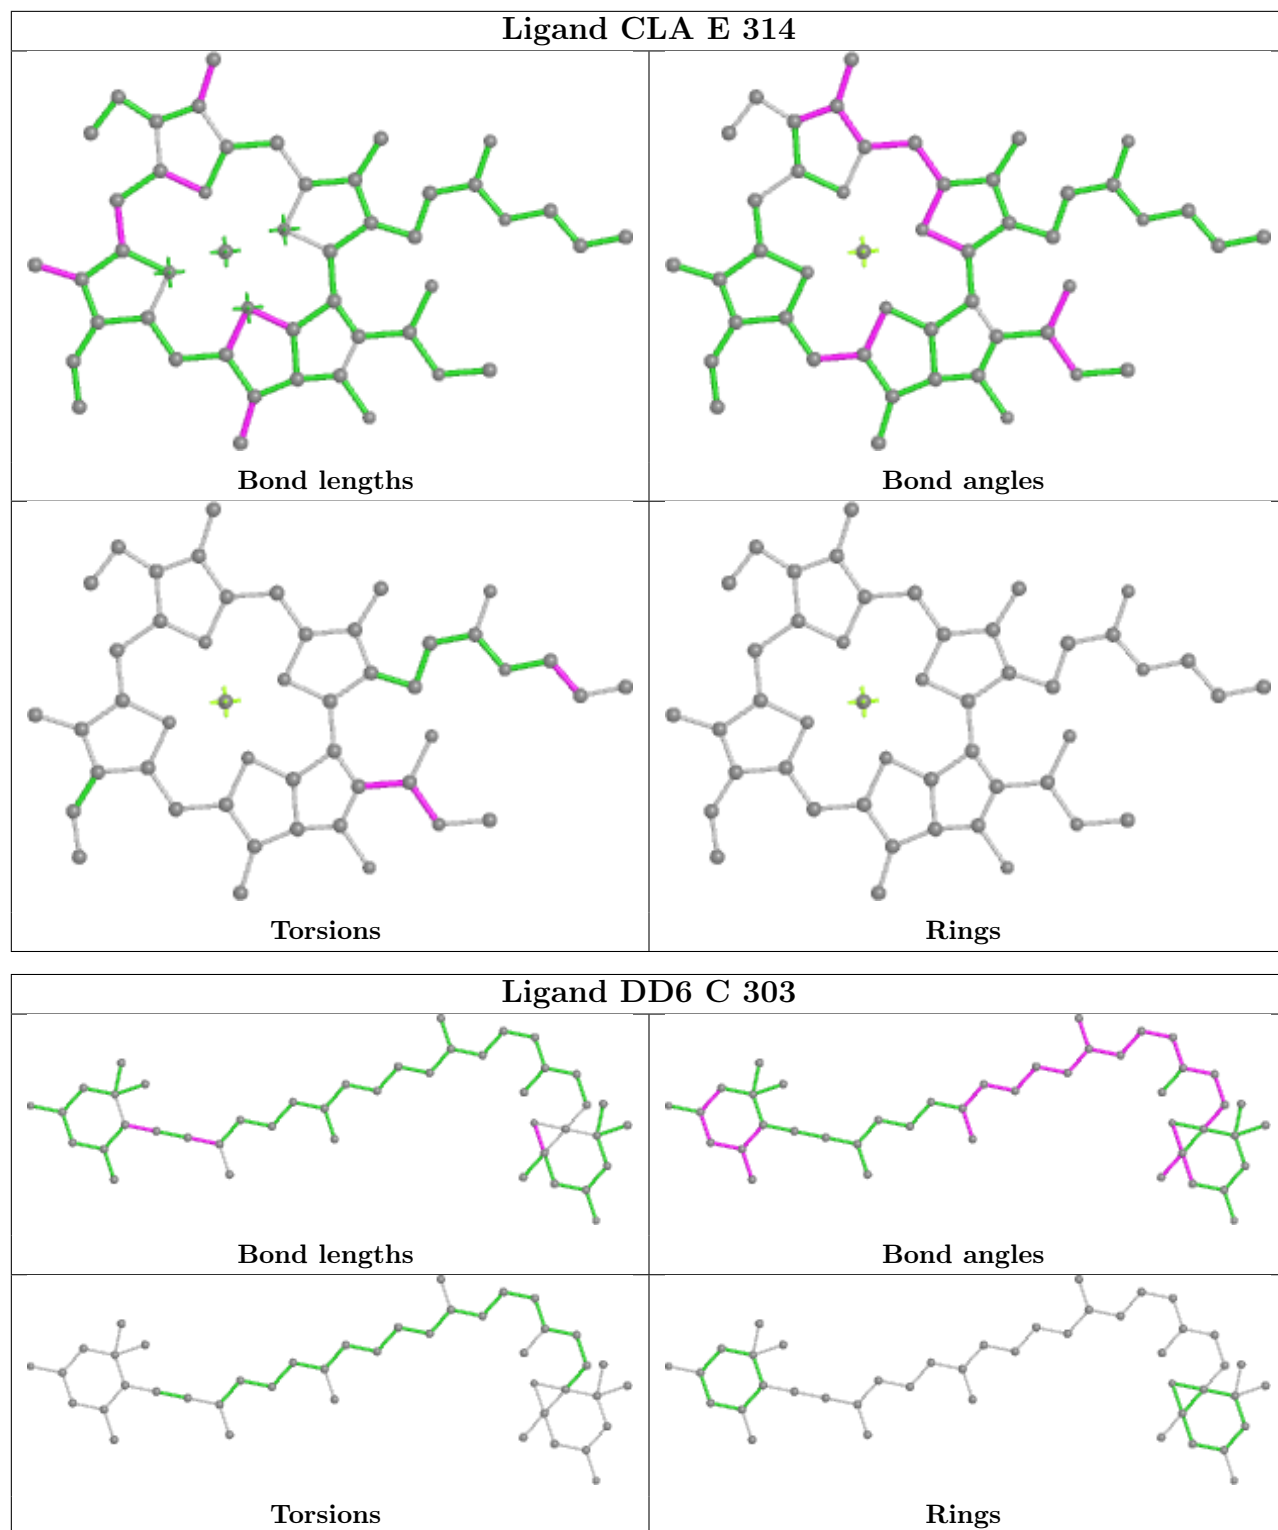 Ligand CLA E 314
Bond lengths
Bond angles
Torsions
Rings
Ligand DD6 C 303
Bond lengths
Bond angles
Torsions
Rings